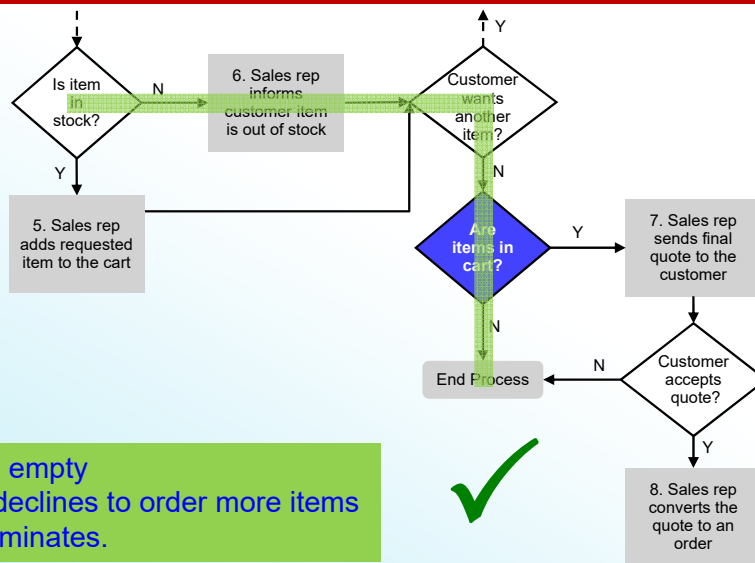 Y
Is item
in
stock?
N
6. Sales rep
informs
customer item
is out of stock
Customer
wants
another
item?
Y
N
5. Sales rep
adds requested
item to the cart
Are
items in
cart?
Y
7. Sales rep
sends final
quote to the
customer
N
End Process
N
Customer
accepts
quote?
Y
8. Sales rep
converts the
quote to an
order
empty
declines to order more items
minates.